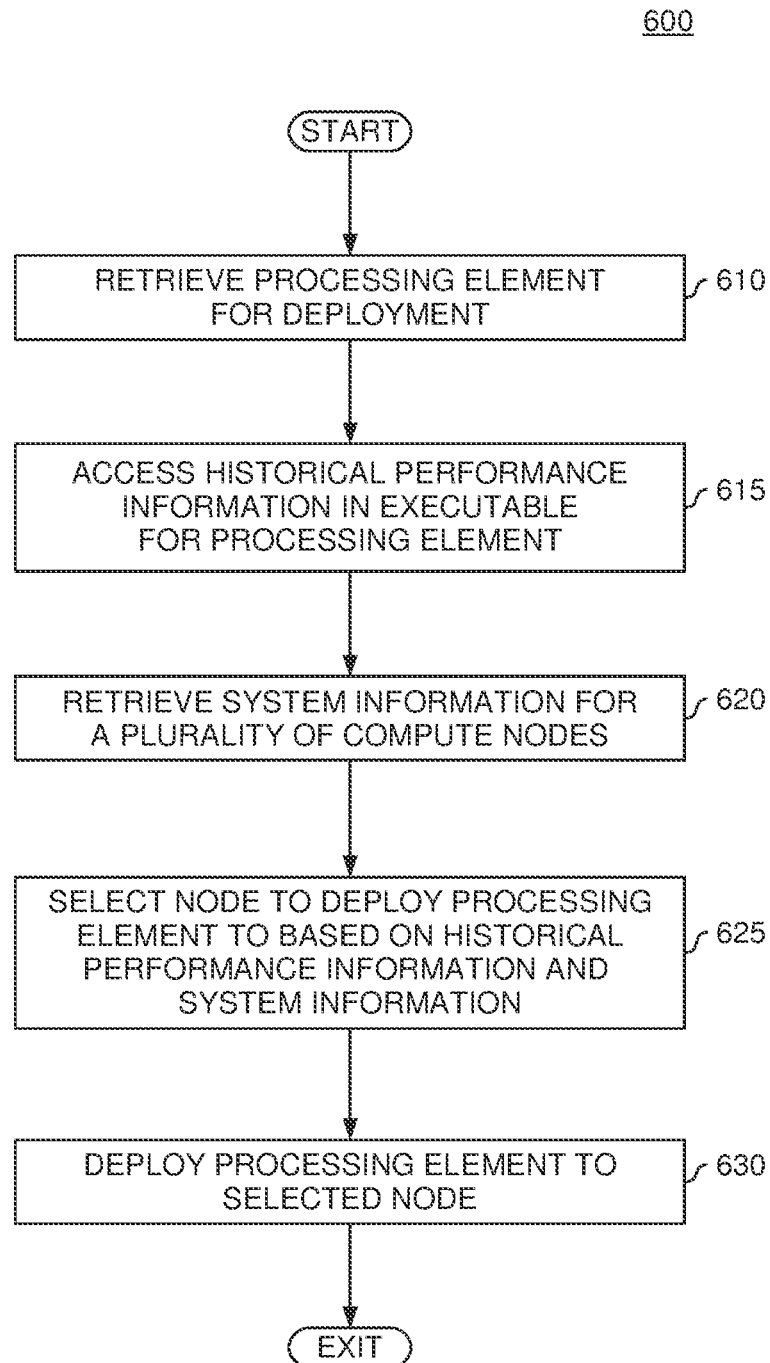 600
START
RETRIEVE PROCESSING ELEMENT
FOR DEPLOYMENT
610
ACCESS HISTORICAL PERFORMANCE
INFORMATION IN EXECUTABLE
FOR PROCESSING ELEMENT
615
RETRIEVE SYSTEM INFORMATION FOR
A PLURALITY OF COMPUTE NODES
620
SELECT NODE TO DEPLOY PROCESSING
ELEMENT TO BASED ON HISTORICAL
PERFORMANCE INFORMATION AND
SYSTEM INFORMATION
625
DEPLOY PROCESSING ELEMENT TO
SELECTED NODE
630
EXIT